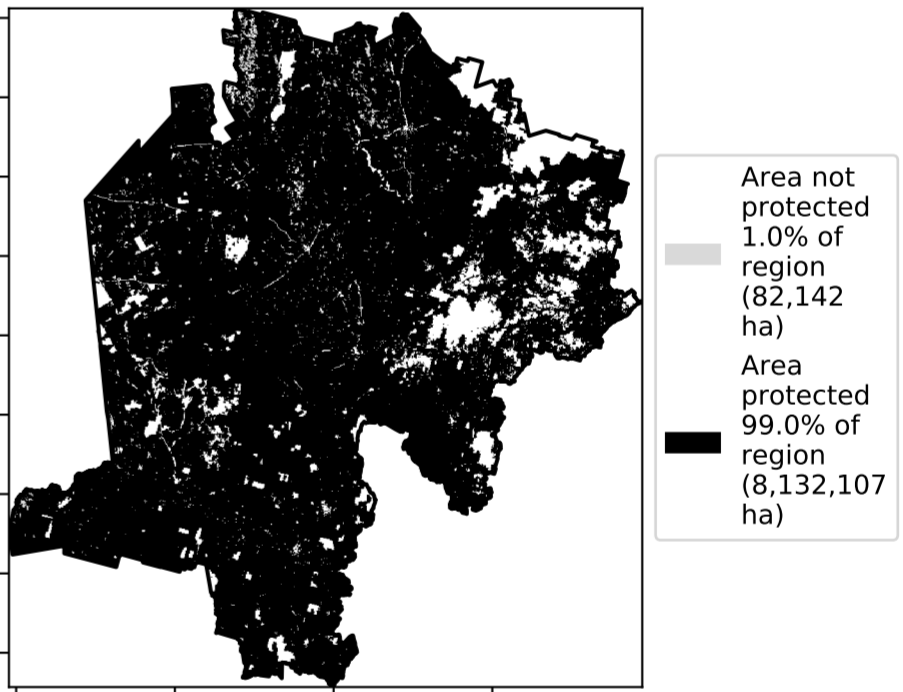 Area not
protected
1.0% of
region
(82,142
ha)
Area
protected
99.0% of
region
(8,132,107
ha)